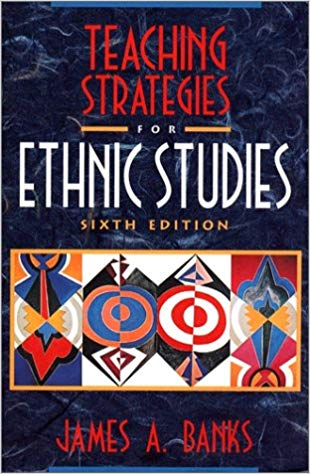 TEACHING
STRATEGIES
FOR
ETHNIC STUDIES
SIXTH EDITION
JAMES A. BANKS